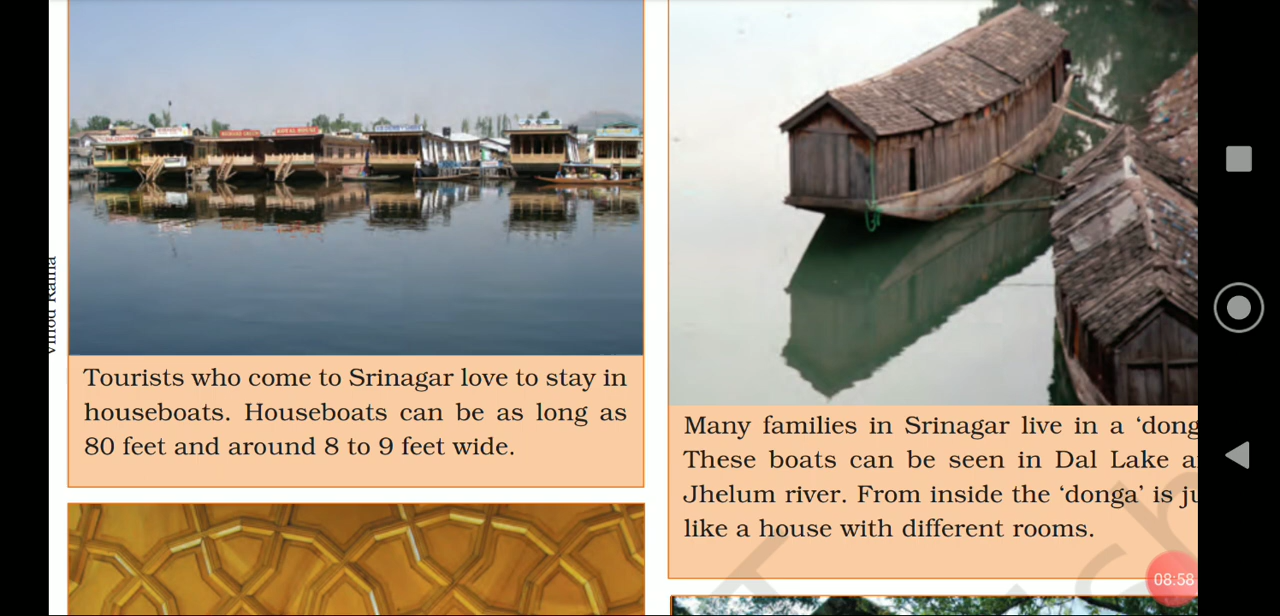 Tourists who come to Srinagar love to stay in
houseboats. Houseboats can be as long as
80 feet and around 8 to 9 feet wide.
Many families in Srinagar live in a ‘dong
These boats can be seen in Dal Lake a
Jhelum river. From inside the ‘donga’ is ju
like a house with different rooms.
08:58